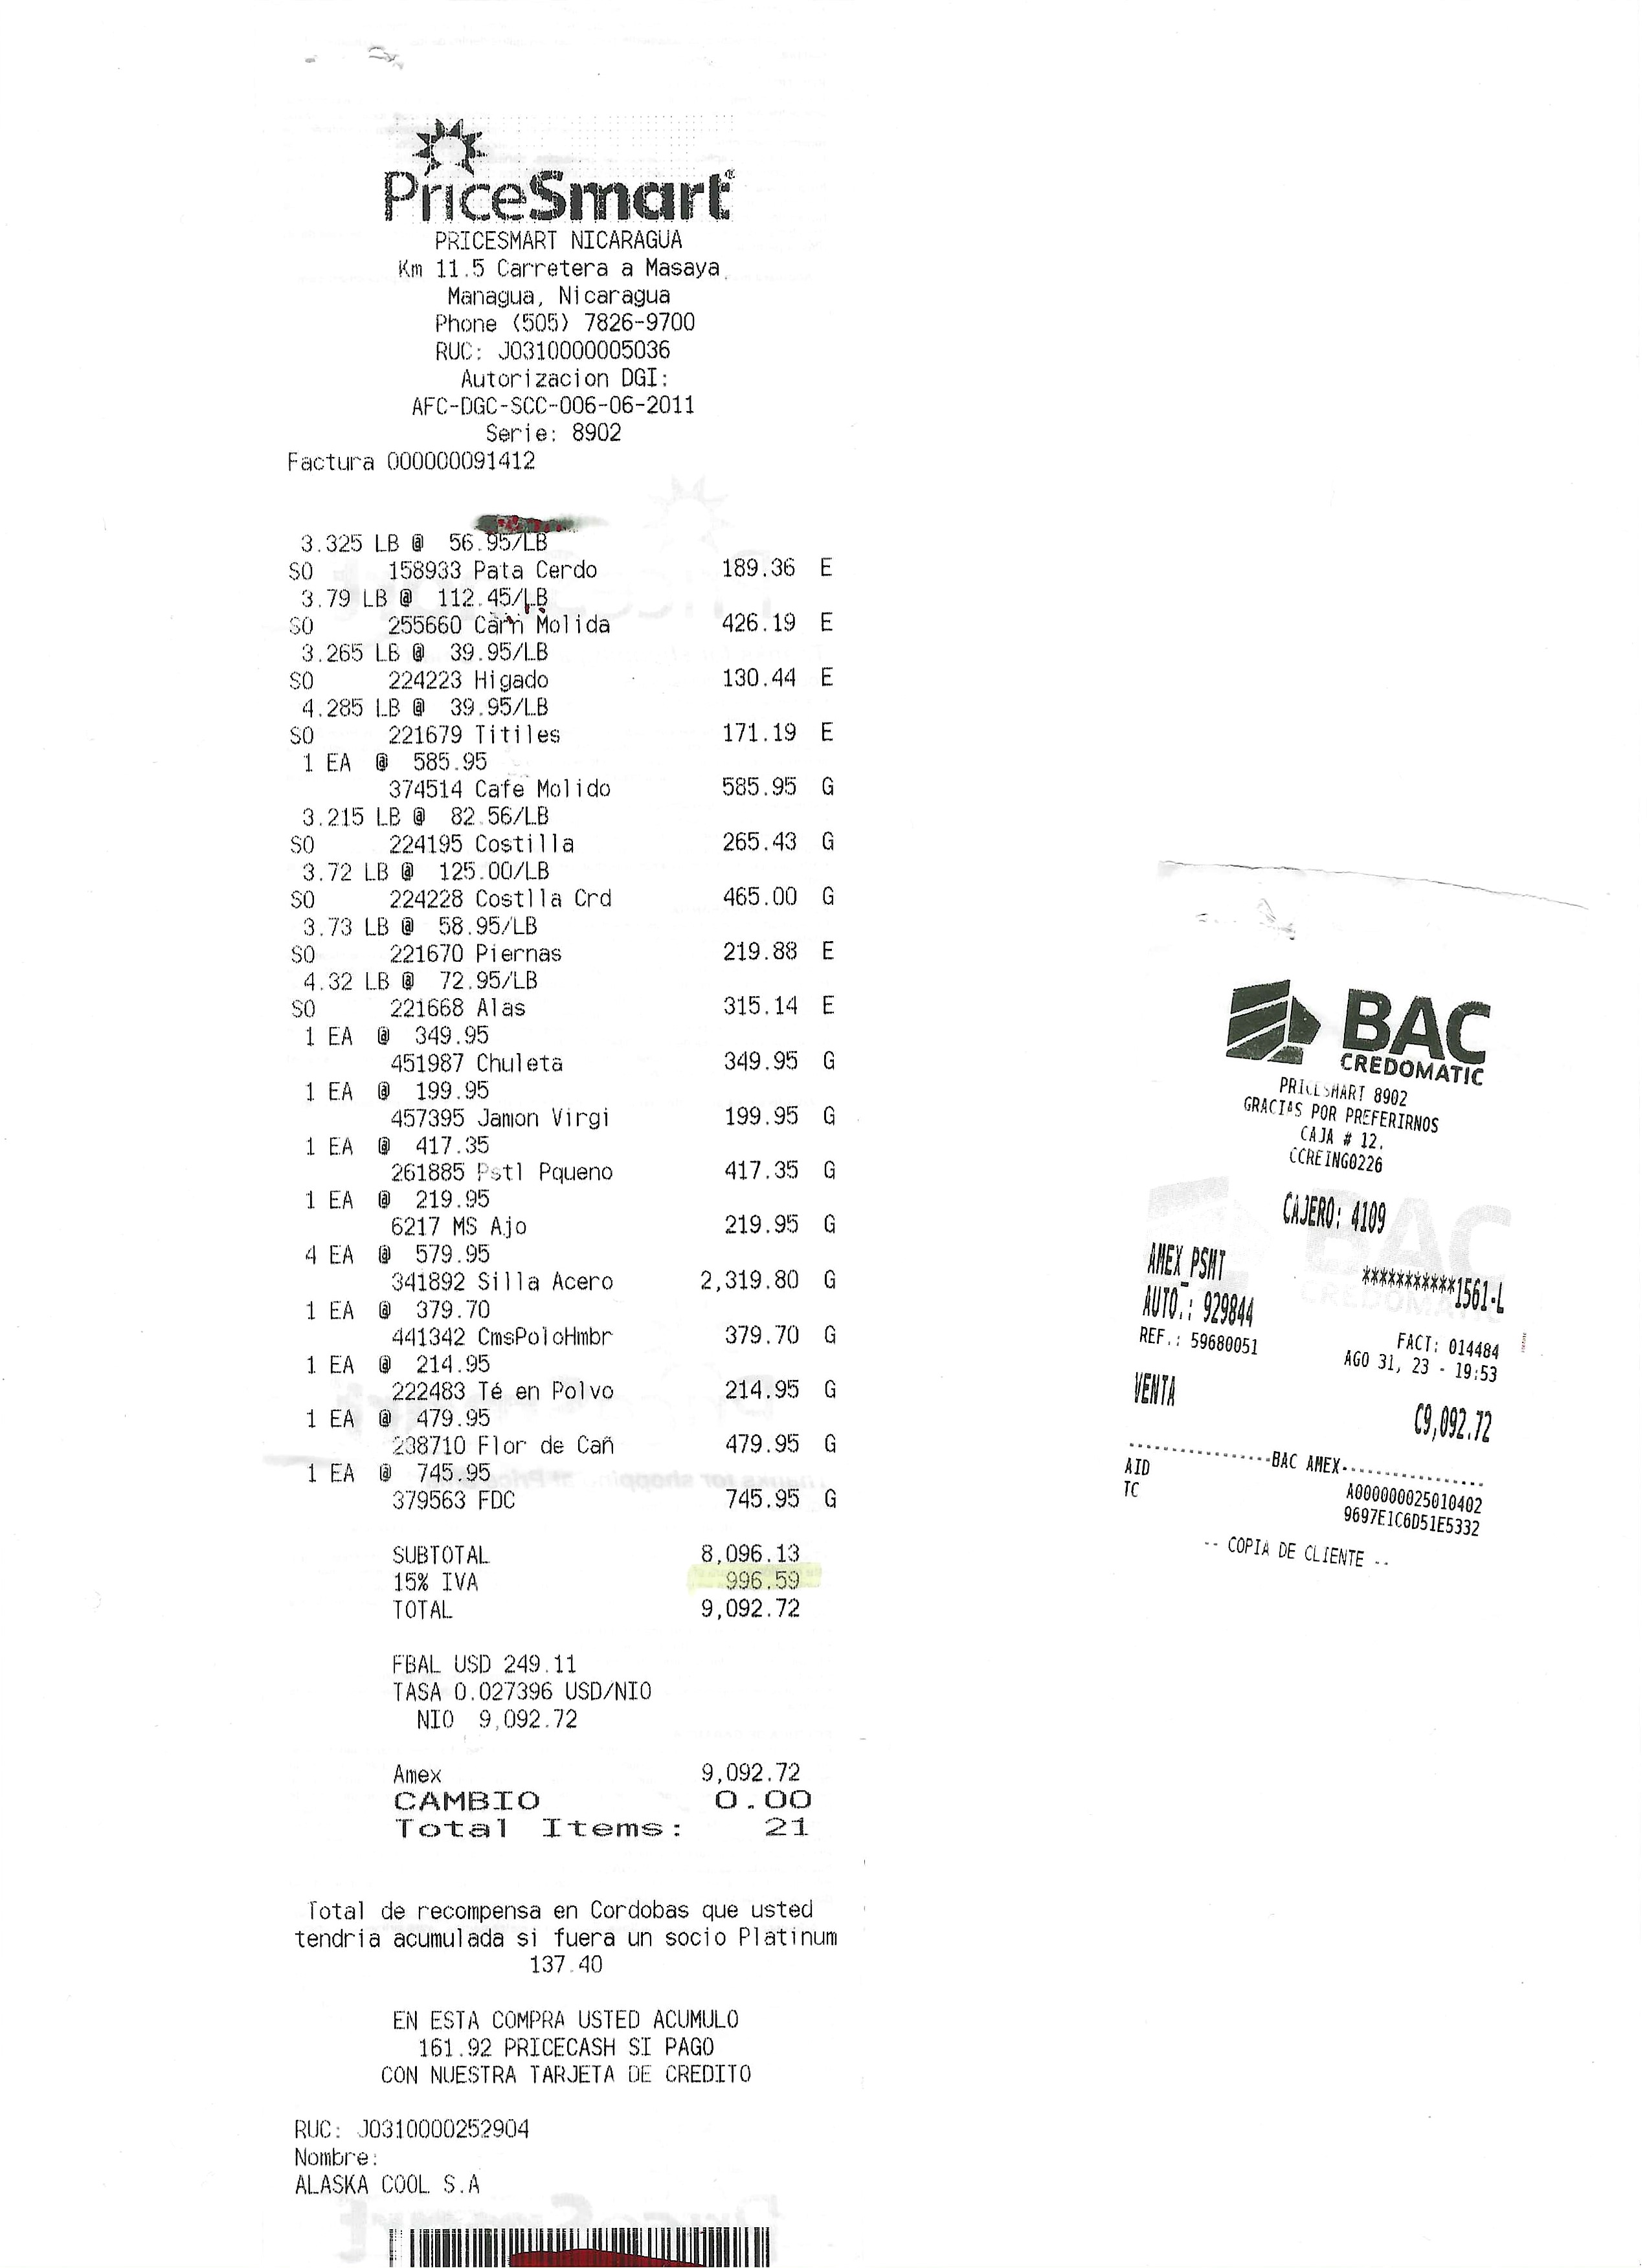 PriceSmart
PRICESMART NICARAGUA
Km 11.5 Carretera a Masaya
Managua, Nicaragua
Phone (505) 7826-9700
RUC: J0310000005036
Autorizacion DGI:
AFC-DGC-SCC-006-06-2011
Serie: 8902
Factura 000000091412
3.325 LB @ 56.95/LB
SO 158933 Pata Cerdo 189.36 E
3.79 LB @ 112.45/LB
SO 255660 Carn Molida 426.19 E
3.265 LB @ 39.95/LB
SO 224223 Higado 130.44 E
4.285 LB @ 39.95/LB
SO 221679 Titiles 171.19 E
1 EA @ 585.95
374514 Cafe Molido 585.95 G
3.215 LB @ 82.56/LB
SO 224195 Costilla 265.43 G
3.72 LB @ 125.00/LB
SO 224228 Costlla Crd 465.00 G
3.73 LB @ 58.95/LB
SO 221670 Piernas 219.88 E
4.32 LB @ 72.95/LB
SO 221668 Alas 315.14 E
1 EA @ 349.95
451987 Chuleta 349.95 G
1 EA @ 199.95
457395 Jamon Virgi 199.95 G
1 EA @ 417.35
261885 Pstl Pqueno 417.35 G
1 EA @ 219.95
6217 MS Ajo 219.95 G
4 EA @ 579.95
341892 Silla Acero 2,319.80 G
1 EA @ 379.70
441342 CmsPoloHmbr 379.70 G
1 EA @ 214.95
222483 Té en Polvo 214.95 G
1 EA @ 479.95
238710 Flor de Cañ 479.95 G
1 EA @ 745.95
379563 FDC 745.95 G
SUBTOTAL 8,096.13
15% IVA 996.59
TOTAL 9,092.72
FBAL USD 249.11
TASA 0.027396 USD/NIO
NIO 9,092.72
Amex 9,092.72
CAMBIO 0.00
Total Items: 21
Total de recompensa en Cordobas que usted
tendria acumulada si fuera un socio Platinum
137.40
EN ESTA COMPRA USTED ACUMULO
161.92 PRICECASH SI PAGO
CON NUESTRA TARJETA DE CREDITO
RUC: J0310000252904
Nombre:
ALASKA COOL S.A
BAC
CREDOMATIC
PRICESMART 8902
GRACIAS POR PREFERIRNOS
CAJA # 12.
CCREING0226
CAJERO: 4109
AMEX_PSMT ***********1561-L
AUTO.: 929844
REF.: 59680051 FACT: 014484
AGO 31, 23 - 19:53
VENTA C9,092.72
---------------BAC AMEX---------------
AID A000000025010402
TC 9697E1C6D51E5332
-- COPIA DE CLIENTE --